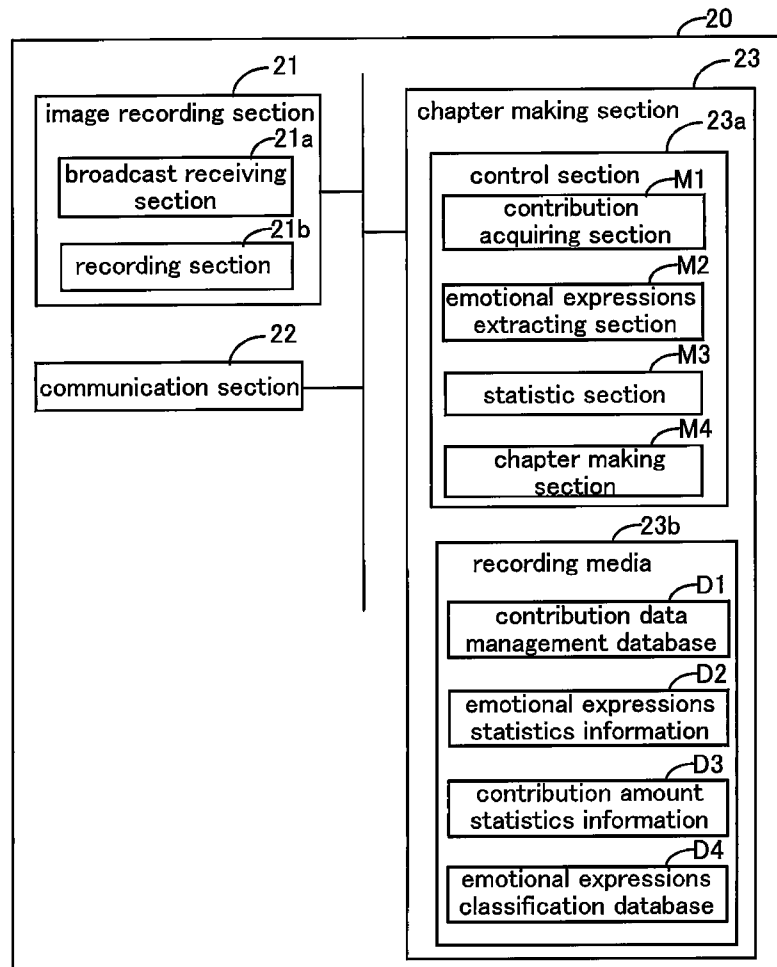 20
21
image recording section
21a
broadcast receiving
section
21b
recording section
22
communication section
23
chapter making section
23a
control section
M1
contribution
acquiring section
M2
emotional expressions
extracting section
M3
statistic section
M4
chapter making
section
23b
recording media
D1
contribution data
management database
D2
emotional expressions
statistics information
D3
contribution amount
statistics information
D4
emotional expressions
classification database